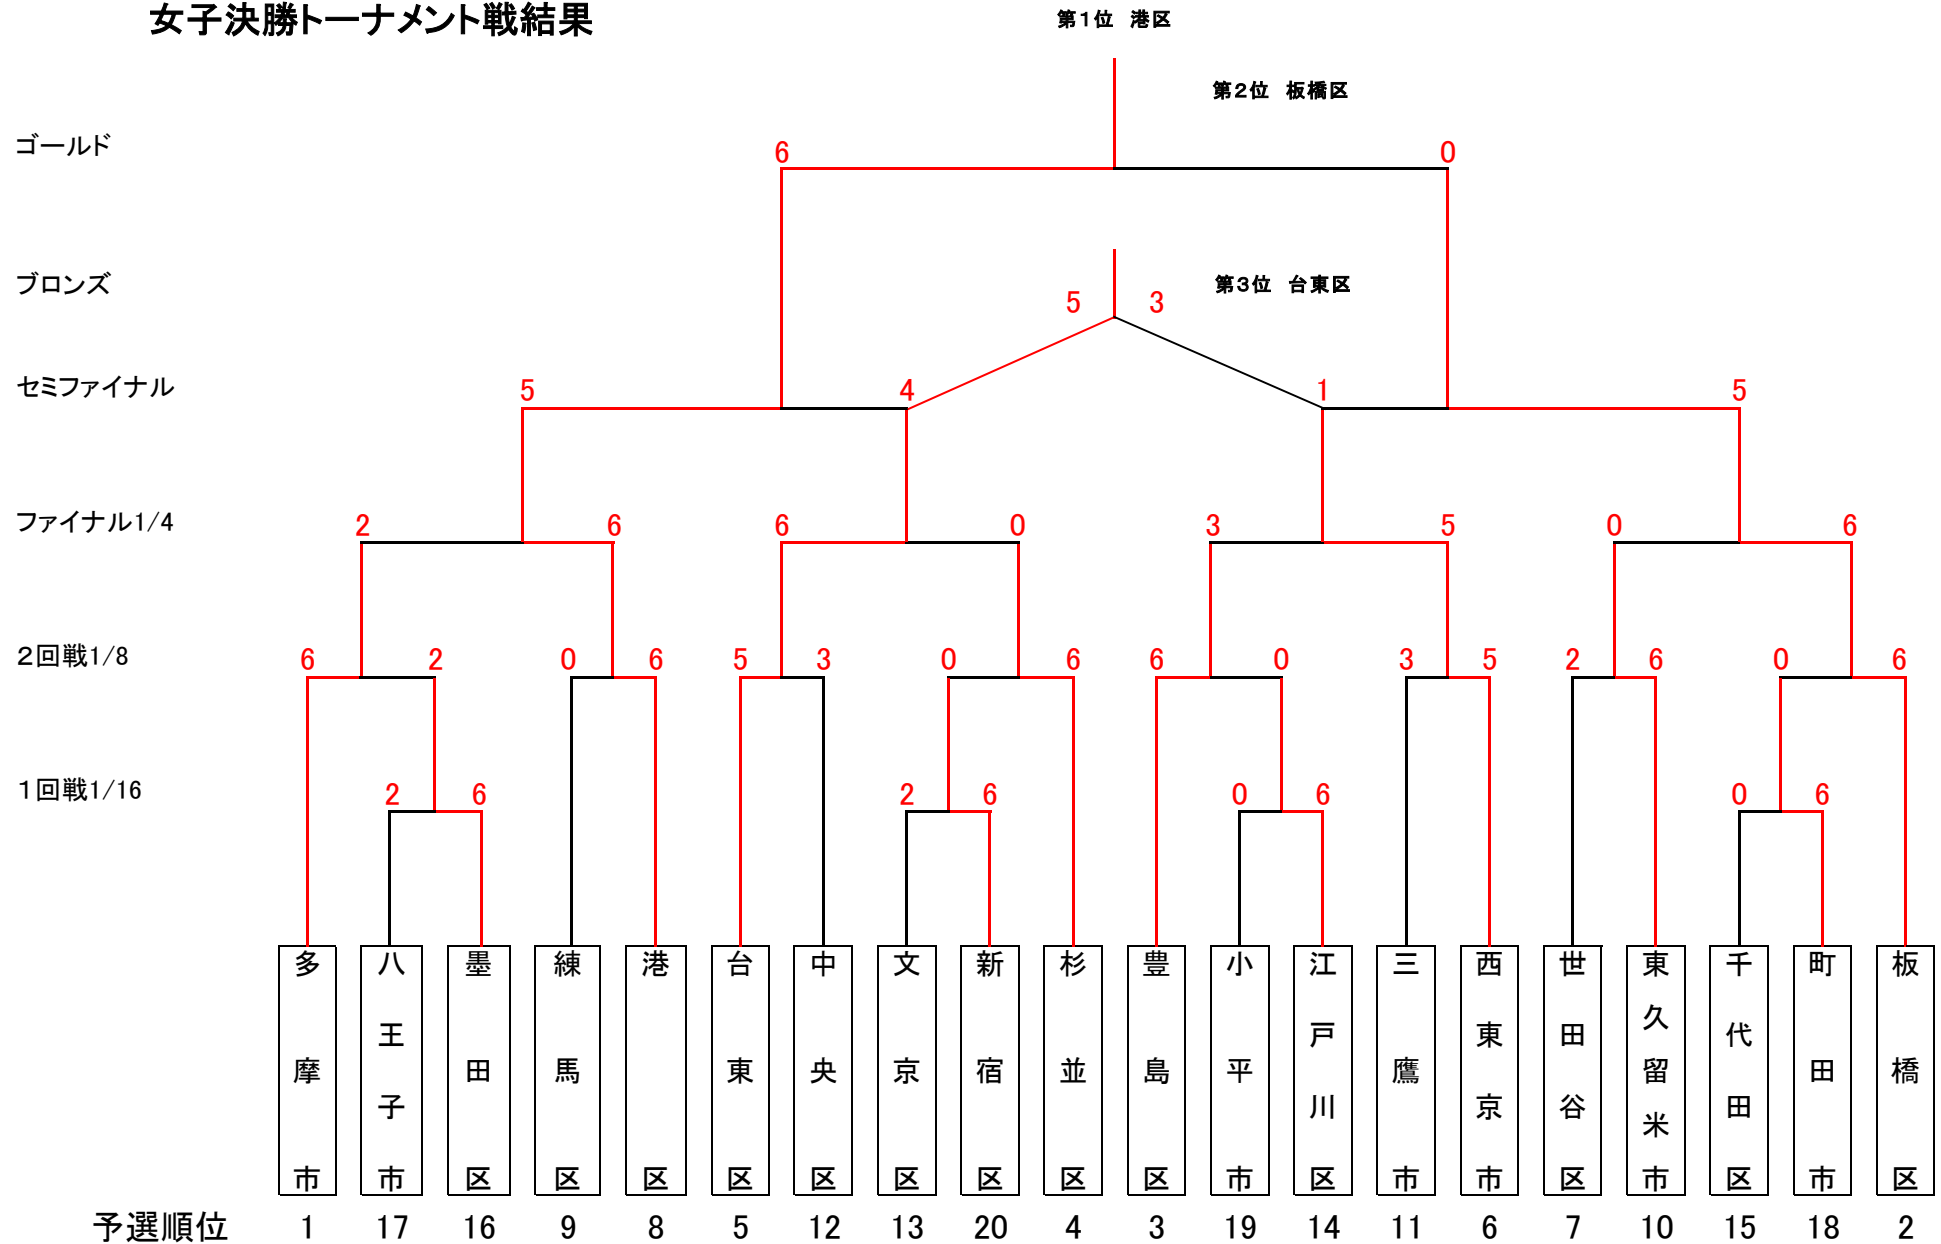 女子決勝トーナメント戦結果
第1位 港区
第2位 板橋区
ゴールド
6 0
ブロンズ
第3位 台東区
5 3
セミファイナル
5 4 1 5
ファイナル1/4
2 6 6 0 3 5 0 6
2回戦1/8
6 2 0 6 5 3 0 6 6 0 3 5 2 6 0 6
1回戦1/16
2 6 2 6 0 6 0 6
多摩市
八王子市
墨田区
練馬区
港区
台東区
中央区
文京区
新宿区
杉並区
豊島区
小平市
江戸川区
三鷹市
西東京市
世田谷区
東久留米市
千代田区
町田市
板橋区
予選順位 1 17 16 9 8 5 12 13 20 4 3 19 14 11 6 7 10 15 18 2